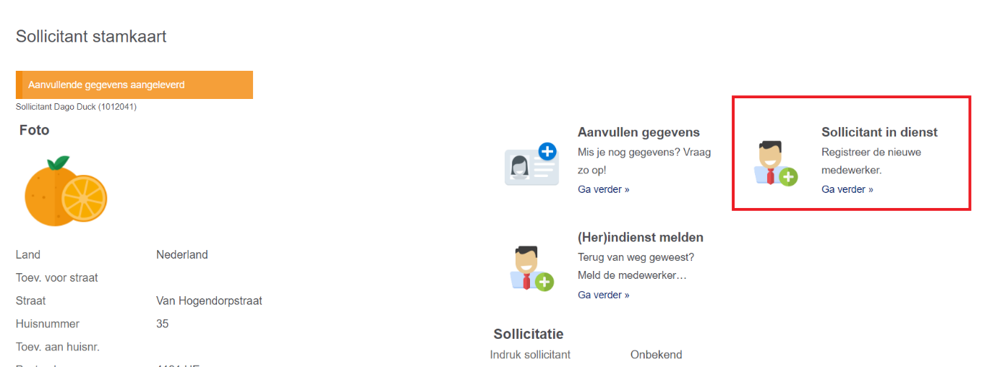 Sollicitant stamkaart
Aanvullende gegevens aangeleverd
Sollicitant Dago Duck (1012041)
Foto
Land Nederland
Toev. voor straat
Straat Van Hogendorpstraat
Huisnummer 35
Toev. aan huisnr.
Aanvullen gegevens
Mis je nog gegevens? Vraag
zo op!
Ga verder »
Sollicitant in dienst
Registreer de nieuwe
medewerker.
Ga verder »
(Her)indienst melden
Terug van weg geweest?
Meld de medewerker…
Ga verder »
Sollicitatie
Indruk sollicitant Onbekend